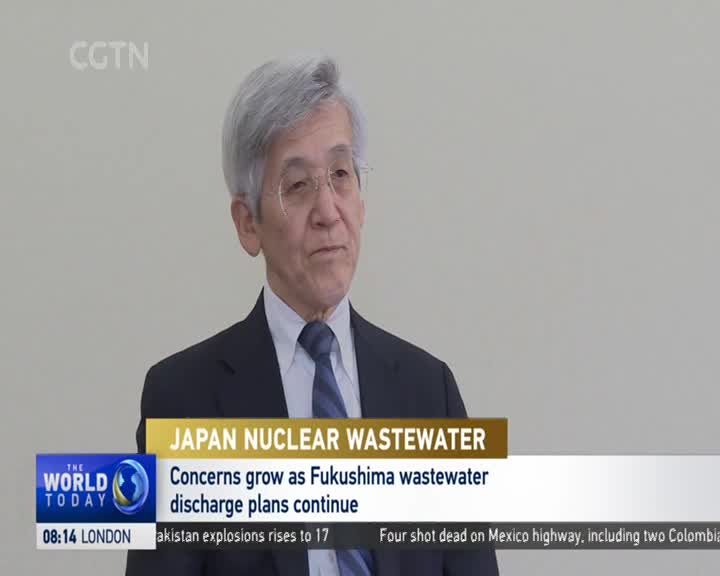 CGTN
JAPAN NUCLEAR WASTEWATER
Concerns grow as Fukushima wastewater
discharge plans continue
THE
WORLD
TODAY
08:14 LONDON
akistan explosions rises to 17 Four shot dead on Mexico highway, including two Colombia